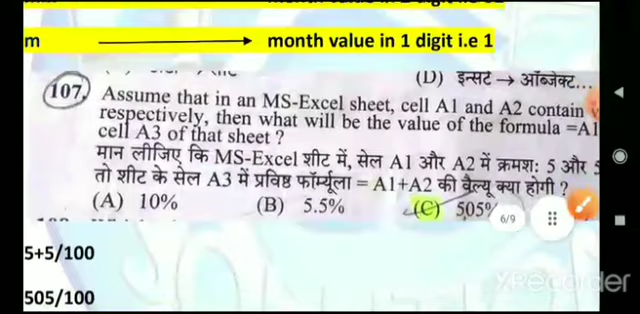 m month value in 1 digit i.e 1
(D) इन्सर्ट → ऑब्जेक्ट...
107. Assume that in an MS-Excel sheet, cell A1 and A2 contain
respectively, then what will be the value of the formula =A1
cell A3 of that sheet ?
मान लीजिए कि MS-Excel शीट में, सेल A1 और A2 में क्रमशः 5 और 5
तो शीट के सेल A3 में प्रविष्ठ फॉर्म्यूला = A1+A2 की वैल्यू क्या होगी ?
(A) 10% (B) 5.5% (C) 505%
6/9
5+5/100
505/100
XRecorder